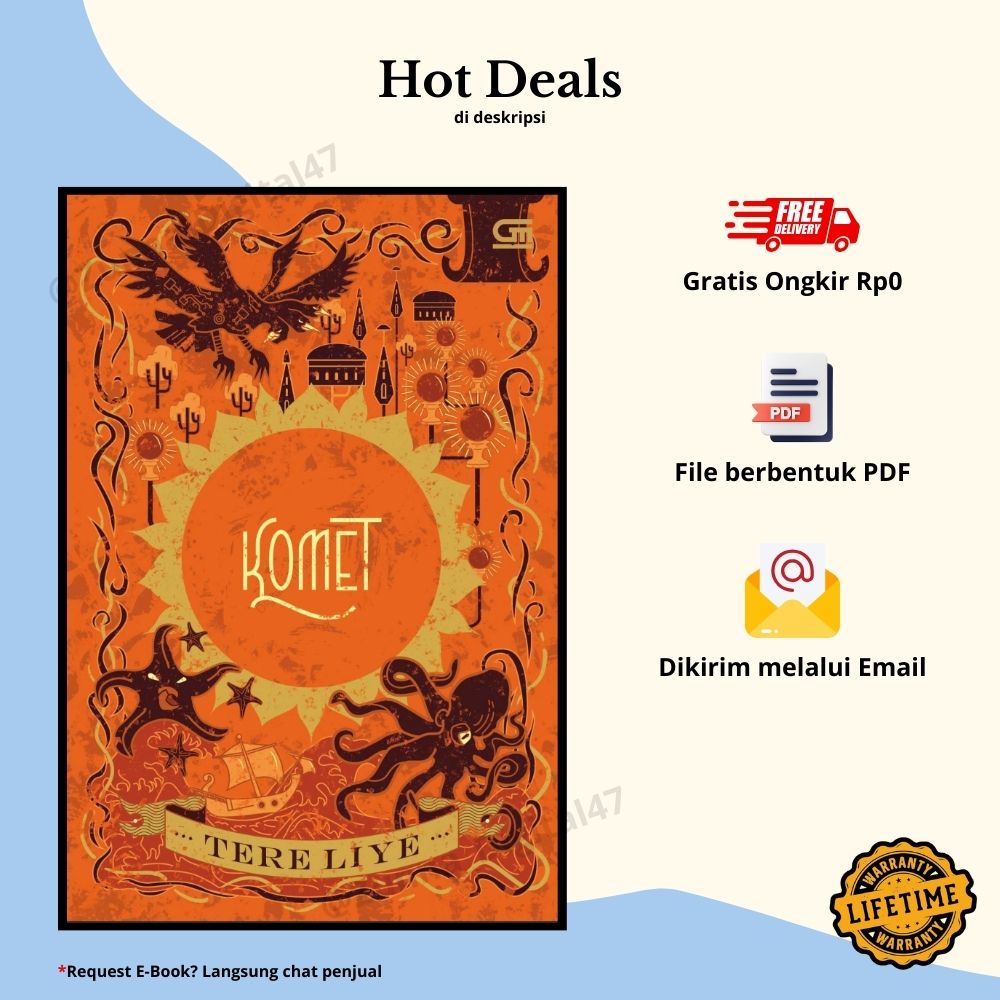 Hot Deals
di deskripsi
GM
KOMET
... TERE LIYE ...
FREE
DELIVERY
Gratis Ongkir Rp0
PDF
File berbentuk PDF
@
Dikirim melalui Email
WARRANTY
LIFETIME
WARRANTY
*Request E-Book? Langsung chat penjual